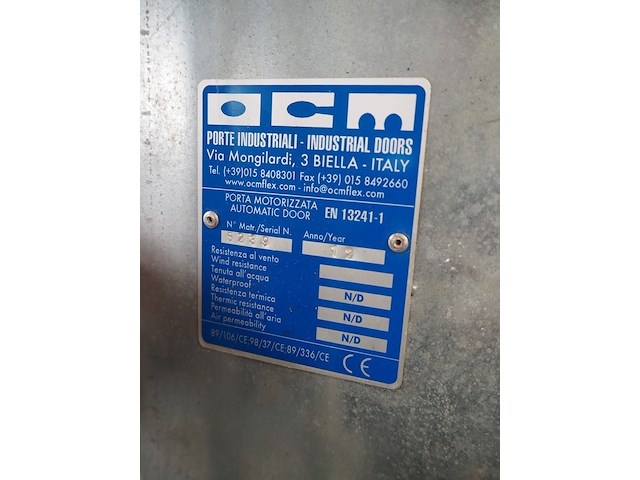 OCM
PORTE INDUSTRIALI - INDUSTRIAL DOORS
Via Mongilardi, 3 BIELLA - ITALY
Tel. (+39)015 8408301 Fax (+39) 015 8492660
www.ocmflex.com - info@ocmflex.com
PORTA MOTORIZZATA
AUTOMATIC DOOR EN 13241-1
N° Matr./Serial N. Anno/Year
Resistenza al vento
Wind resistance
Tenuta all'acqua
Waterproof N/D
Resistenza termica
Thermic resistance N/D
Permeabilità all'aria
Air permeability N/D
89/106/CE;98/37/CE;89/336/CE CE